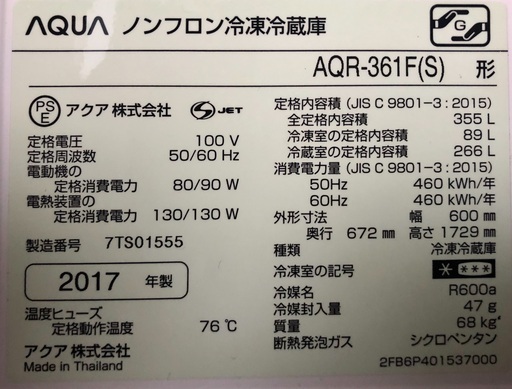 AQUA ノンフロン冷凍冷蔵庫
G
AQR-361F(S) 形
PS
E
アクア 株式会社
S JET
定格電圧 100 V
定格周波数 50/60 Hz
電動機の
定格消費電力 80/90 W
電熱装置の
定格消費電力 130/130 W
製造番号 7TS01555
2017 年製
温度ヒューズ
定格動作温度 76℃
アクア 株式会社
Made in Thailand
定格内容積 (JIS C 9801-3 : 2015)
全定格内容積 355 L
冷凍室の定格内容積 89 L
冷蔵室の定格内容積 266 L
消費電力量 (JIS C 9801-3 : 2015)
50Hz 460 kWh/年
60Hz 460 kWh/年
外形寸法 幅 600 mm
奥行 672 mm 高さ 1729 mm
種類 冷凍冷蔵庫
冷凍室の記号 * ***
冷媒名 R600a
冷媒封入量 47 g
質量 68 kg
断熱発泡ガス シクロペンタン
2FB6P401537000